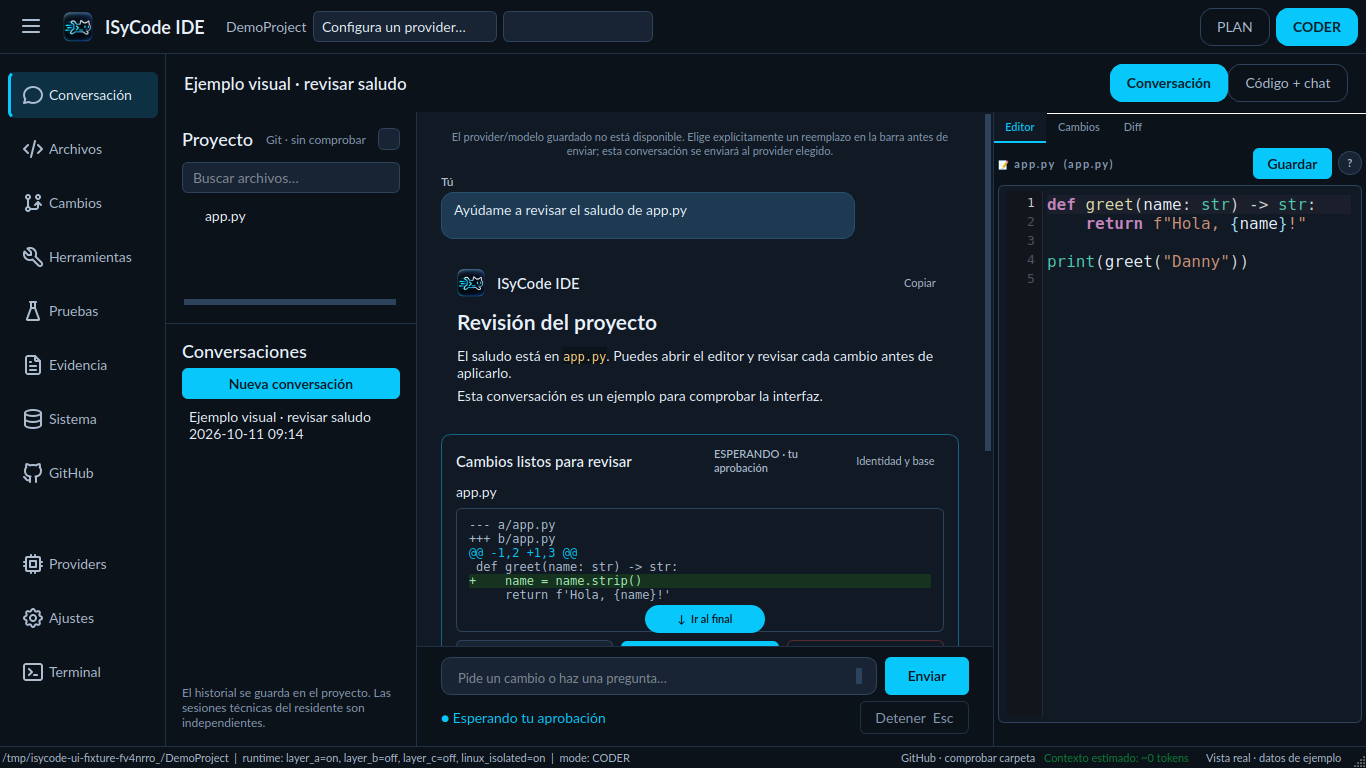 ISyCode IDE
DemoProject
Configura un provider...
PLAN
CODER
Conversación
Archivos
Cambios
Herramientas
Pruebas
Evidencia
Sistema
GitHub
Providers
Ajustes
Terminal
Ejemplo visual · revisar saludo
Conversación
Código + chat
Proyecto
Git · sin comprobar
Buscar archivos...
app.py
Conversaciones
Nueva conversación
Ejemplo visual · revisar saludo
2026-10-11 09:14
El historial se guarda en el proyecto. Las
sesiones técnicas del residente son
independientes.
El provider/modelo guardado no está disponible. Elige explícitamente un reemplazo en la barra antes de
enviar; esta conversación se enviará al provider elegido.
Tú
Ayúdame a revisar el saludo de app.py
ISyCode IDE
Copiar
Revisión del proyecto
El saludo está en app.py. Puedes abrir el editor y revisar cada cambio antes de
aplicarlo.
Esta conversación es un ejemplo para comprobar la interfaz.
Cambios listos para revisar
ESPERANDO · tu
aprobación
Identidad y base
app.py
--- a/app.py
+++ b/app.py
@@ -1,2 +1,3 @@
 def greet(name: str) -> str:
+    name = name.strip()
     return f'Hola, {name}!'
↓ Ir al final
Pide un cambio o haz una pregunta...
Enviar
● Esperando tu aprobación
Detener Esc
Editor
Cambios
Diff
app.py (app.py)
Guardar
?
1 def greet(name: str) -> str:
2     return f"Hola, {name}!"
3
4 print(greet("Danny"))
5
/tmp/isycode-ui-fixture-fv4nrro_/DemoProject | runtime: layer_a=on, layer_b=off, layer_c=off, linux_isolated=on | mode: CODER
GitHub · comprobar carpeta
Contexto estimado: ~0 tokens
Vista real · datos de ejemplo